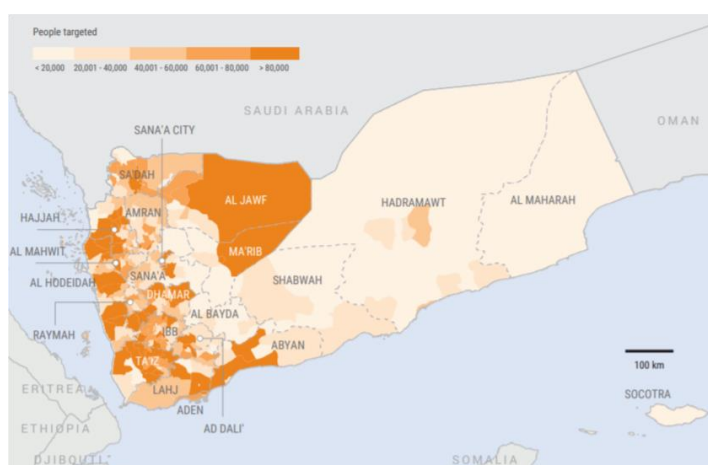 People targeted
< 20,000 20,001 - 40,000 40,001 - 60,000 60,001 - 80,000 > 80,000
SAUDI ARABIA
OMAN
SANA'A CITY
SA'DAH
AL JAWF
HADRAMAWT
AL MAHARAH
HAJJAH
AMRAN
AL MAHWIT
MA'RIB
SANA'A
SHABWAH
AL HODEIDAH
DHAMAR
AL BAYDA
RAYMAH
IBB
ABYAN
TA'IZ
100 km
LAHJ
SOCOTRA
ERITREA
ADEN
AD DALI'
ETHIOPIA
DJIBOUTI
SOMALIA